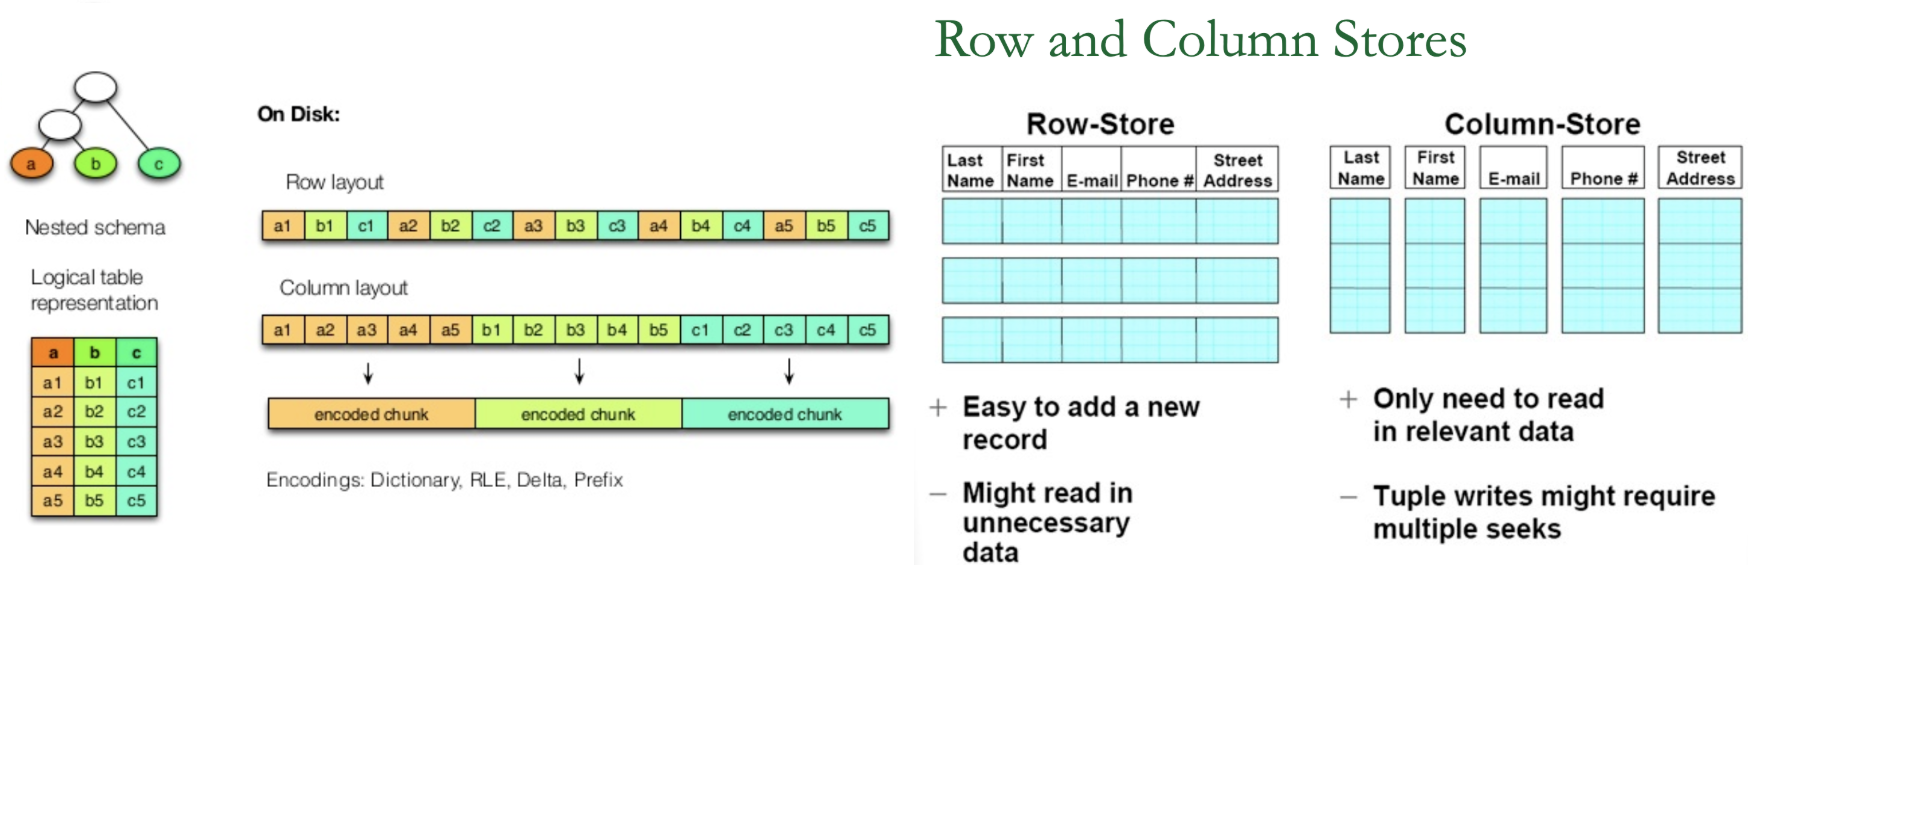 Row and Column Stores
a
b
c
Nested schema
Logical table
representation
a b c
a1 b1 c1
a2 b2 c2
a3 b3 c3
a4 b4 c4
a5 b5 c5
On Disk:
Row layout
a1 b1 c1 a2 b2 c2 a3 b3 c3 a4 b4 c4 a5 b5 c5
Column layout
a1 a2 a3 a4 a5 b1 b2 b3 b4 b5 c1 c2 c3 c4 c5
encoded chunk encoded chunk encoded chunk
Encodings: Dictionary, RLE, Delta, Prefix
Row-Store
Last First Street
Name Name E-mail Phone # Address
+ Easy to add a new
record
– Might read in
unnecessary
data
Column-Store
Last First Street
Name Name E-mail Phone # Address
+ Only need to read
in relevant data
– Tuple writes might require
multiple seeks